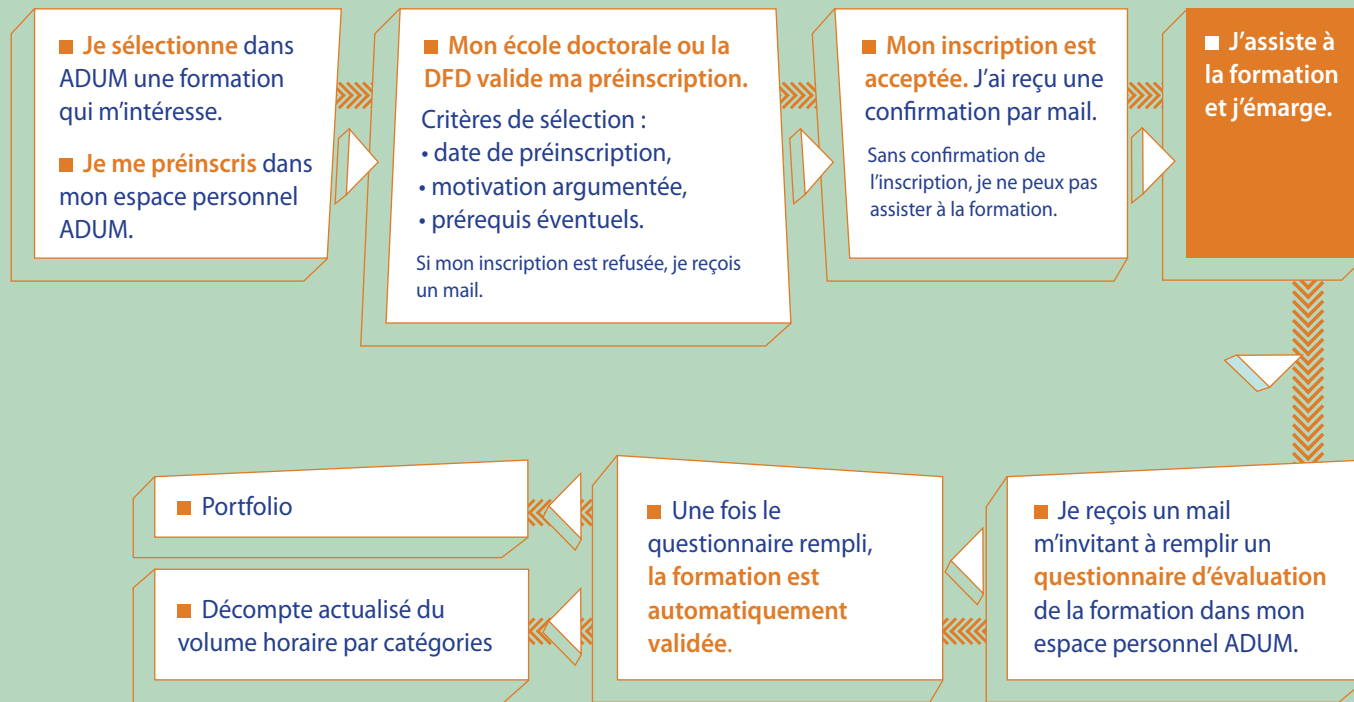 ■ Je sélectionne dans
ADUM une formation
qui m’intéresse.
■ Je me préinscris dans
mon espace personnel
ADUM.
■ Mon école doctorale ou la
DFD valide ma préinscription.
Critères de sélection :
• date de préinscription,
• motivation argumentée,
• prérequis éventuels.
Si mon inscription est refusée, je reçois
un mail.
■ Mon inscription est
acceptée. J’ai reçu une
confirmation par mail.
Sans confirmation de
l’inscription, je ne peux pas
assister à la formation.
■ J’assiste à
la formation
et j’émarge.
■ Je reçois un mail
m’invitant à remplir un
questionnaire d’évaluation
de la formation dans mon
espace personnel ADUM.
■ Une fois le
questionnaire rempli,
la formation est
automatiquement
validée.
■ Portfolio
■ Décompte actualisé du
volume horaire par catégories